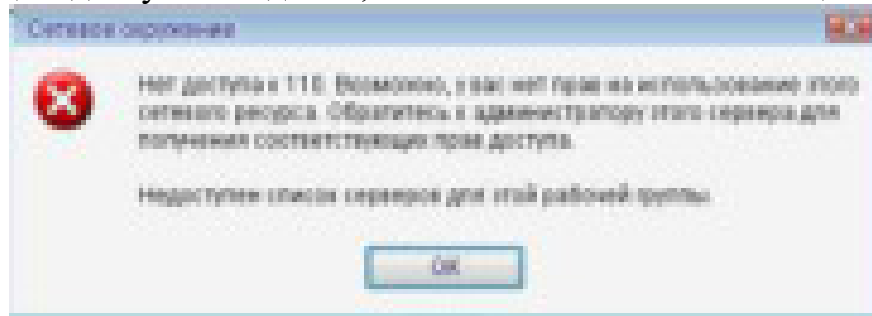 Сетевое окружение
Нет доступа к 110. Возможно, у вас нет прав на использование этого
сетевого ресурса. Обратитесь к администратору этого сервера для
получения соответствующих прав доступа.
Недоступен список серверов для этой рабочей группы.
OK